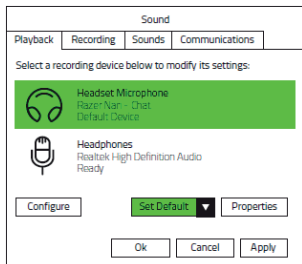 Sound
Playback Recording Sounds Communications
Select a recording device below to modify its settings:
Headset Microphone
Razer Nari - Chat
Default Device
Headphones
Realtek High Definition Audio
Ready
Configure Set Default Properties
Ok Cancel Apply